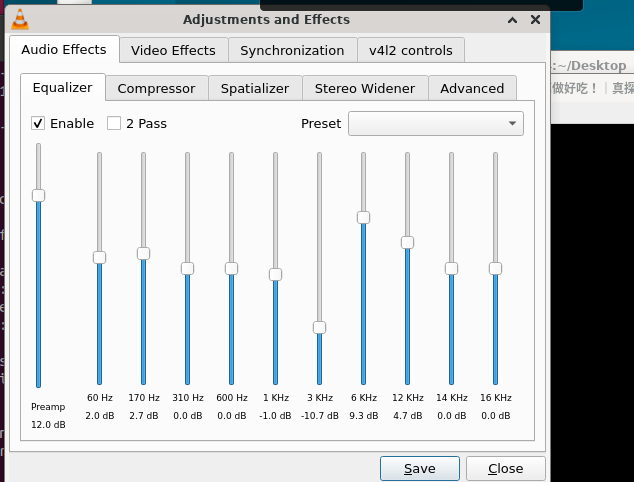 Adjustments and Effects
Audio Effects Video Effects Synchronization v4l2 controls
:~/Desktop
Equalizer Compressor Spatializer Stereo Widener Advanced
做好吃！｜真探
Enable 2 Pass Preset
60 Hz 170 Hz 310 Hz 600 Hz 1 KHz 3 KHz 6 KHz 12 KHz 14 KHz 16 KHz
Preamp
2.0 dB 2.7 dB 0.0 dB 0.0 dB -1.0 dB -10.7 dB 9.3 dB 4.7 dB 0.0 dB 0.0 dB
12.0 dB
Save Close